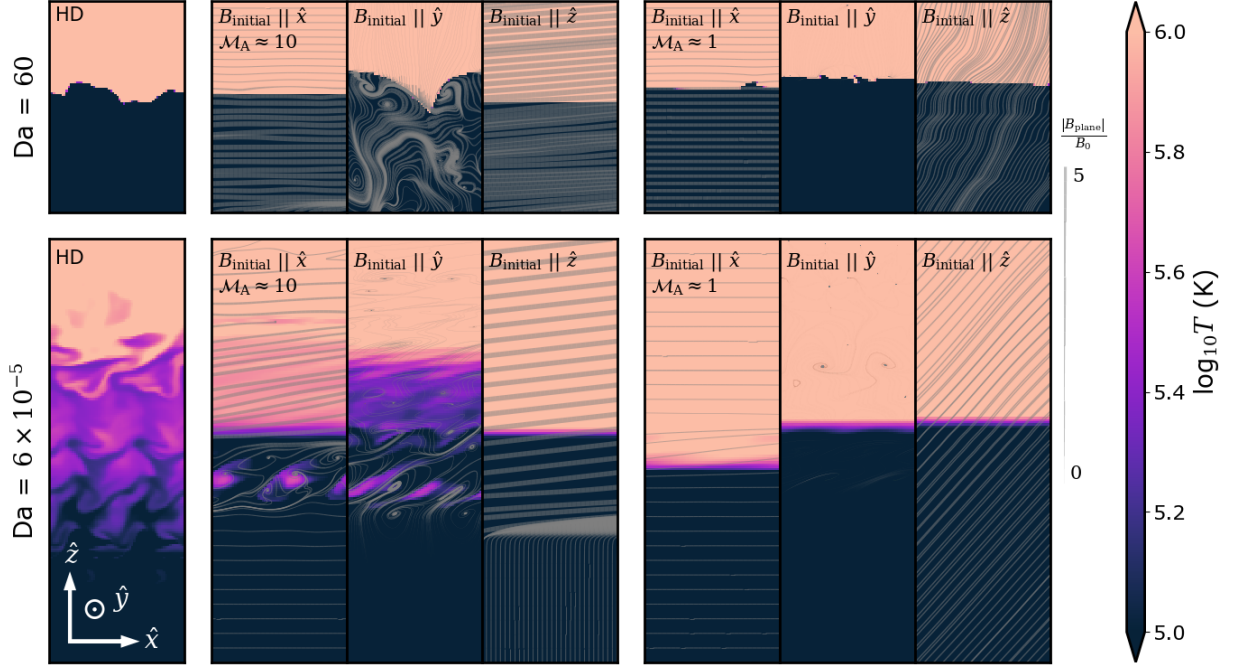 HD
B_initial || x̂
M_A ≈ 10
B_initial || ŷ
B_initial || ẑ
B_initial || x̂
M_A ≈ 1
B_initial || ŷ
B_initial || ẑ
Da = 60
|B_plane|
B_0
5
0
HD
B_initial || x̂
M_A ≈ 10
B_initial || ŷ
B_initial || ẑ
B_initial || x̂
M_A ≈ 1
B_initial || ŷ
B_initial || ẑ
Da = 6 × 10^−5
ẑ
ŷ
x̂
6.0
5.8
5.6
5.4
5.2
5.0
log_10 T (K)